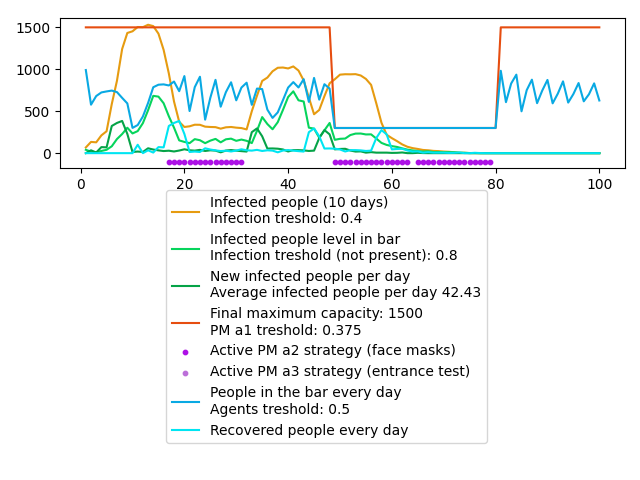 1500
1000
500
0
0
20
40
60
80
100
Infected people (10 days)
Infection treshold: 0.4
Infected people level in bar
Infection treshold (not present): 0.8
New infected people per day
Average infected people per day 42.43
Final maximum capacity: 1500
PM a1 treshold: 0.375
Active PM a2 strategy (face masks)
Active PM a3 strategy (entrance test)
People in the bar every day
Agents treshold: 0.5
Recovered people every day